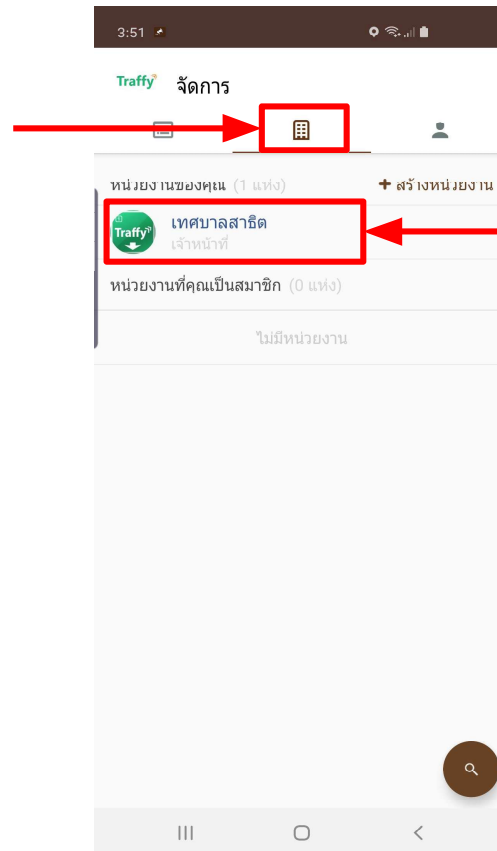 3:51
Traffy จัดการ
หน่วยงานของคุณ (1 แห่ง) + สร้างหน่วยงาน
Traffy เทศบาลสาธิต
เจ้าหน้าที่
หน่วยงานที่คุณเป็นสมาชิก (0 แห่ง)
ไม่มีหน่วยงาน